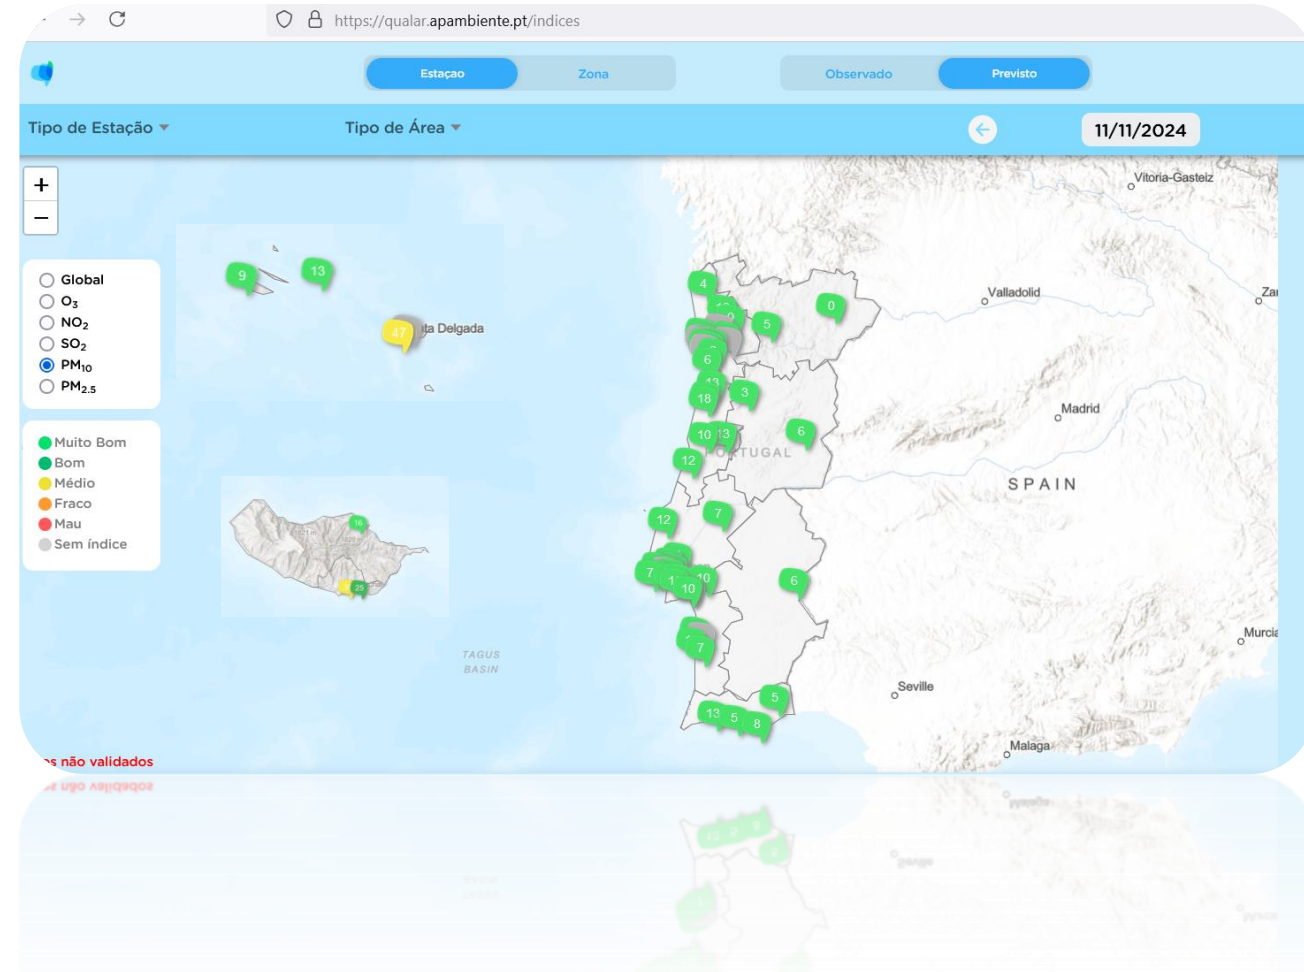 https://qualar.apambiente.pt/indices
Estaçao
Zona
Observado
Previsto
Tipo de Estação
Tipo de Área
11/11/2024
+
−
Global
O₃
NO₂
SO₂
PM₁₀
PM₂.₅
Muito Bom
Bom
Médio
Fraco
Mau
Sem índice
9
13
47
ta Delgada
16
25
TAGUS
BASIN
4
0
5
6
13
18
3
10
13
6
12
PORTUGAL
12
7
7
10
10
6
7
13
5
8
5
Vitoria-Gasteiz
Valladolid
Za
Madrid
SPAIN
Murcia
Seville
Malaga
s não validados